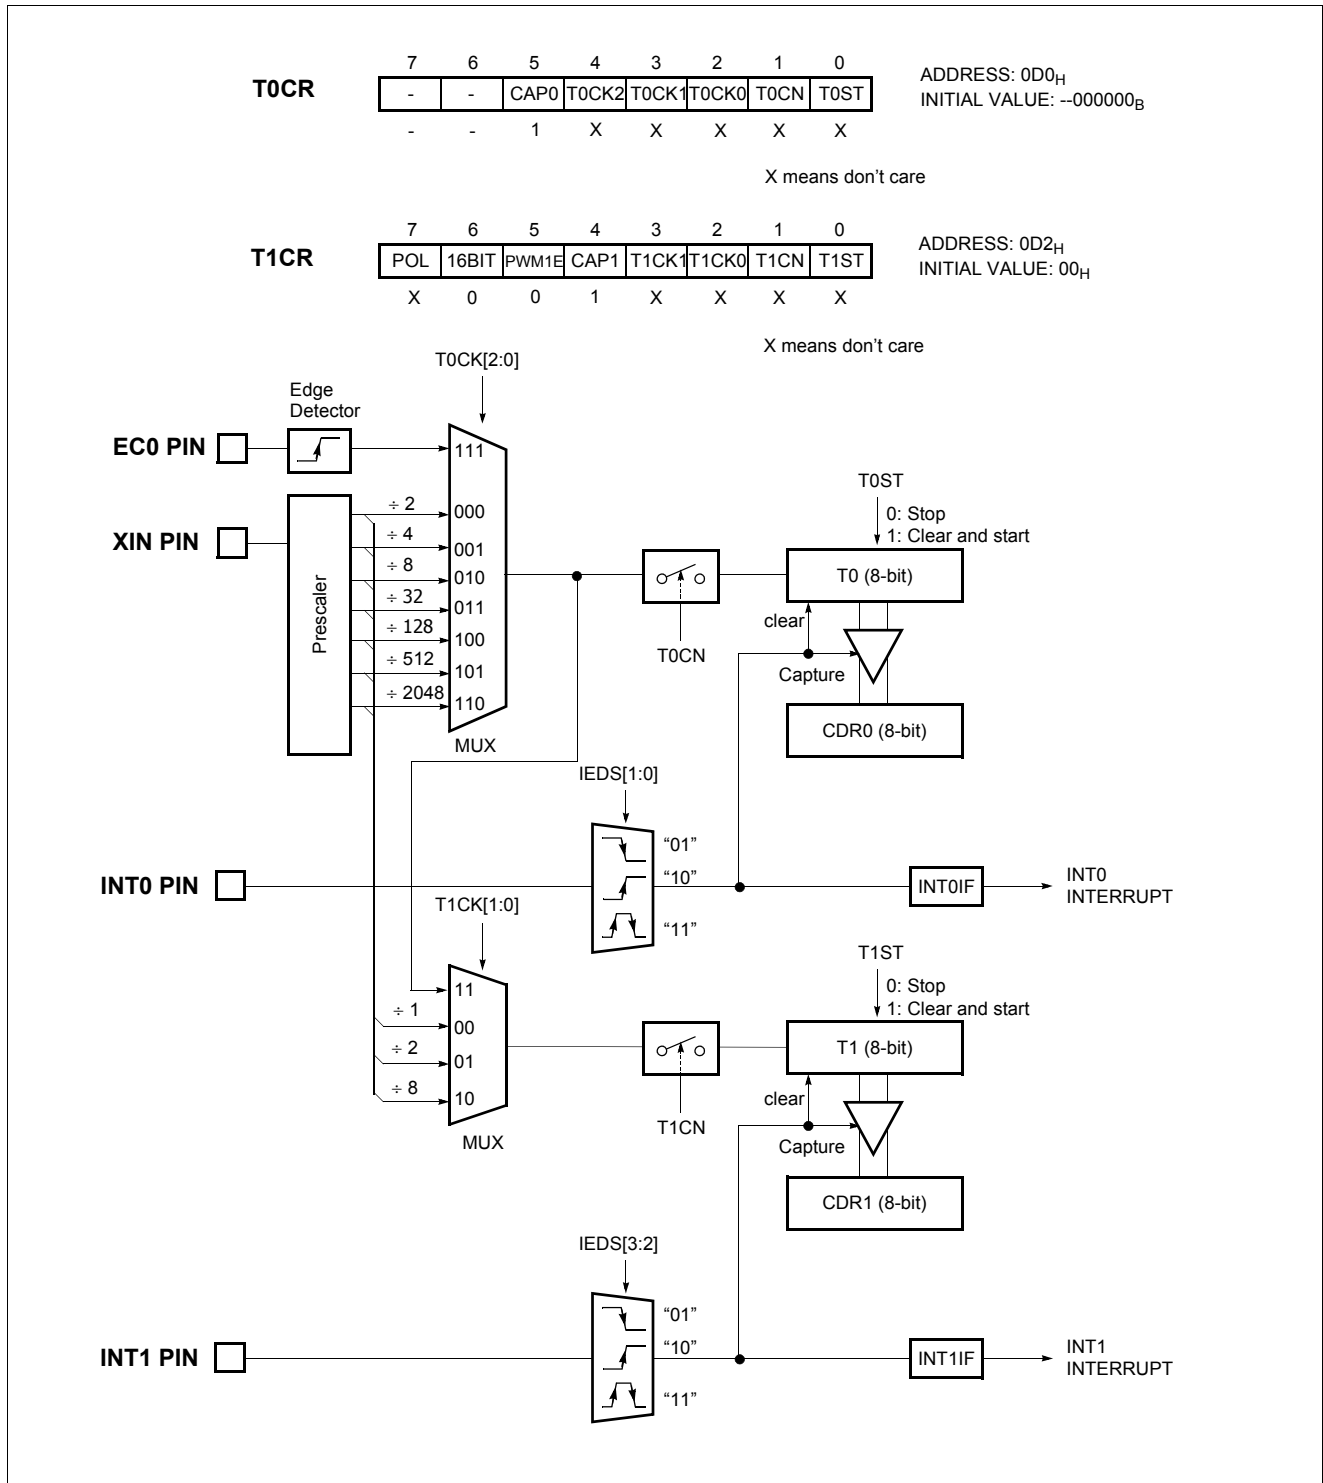 7 6 5 4 3 2 1 0
T0CR
- - CAP0 T0CK2 T0CK1 T0CK0 T0CN T0ST
ADDRESS: 0D0H
INITIAL VALUE: --000000B
- - 1 X X X X X
X means don’t care
7 6 5 4 3 2 1 0
T1CR
POL 16BIT PWM1E CAP1 T1CK1 T1CK0 T1CN T1ST
ADDRESS: 0D2H
INITIAL VALUE: 00H
X 0 0 1 X X X X
X means don’t care
T0CK[2:0]
Edge
Detector
EC0 PIN
111
XIN PIN
Prescaler
÷ 2
000
÷ 4
001
÷ 8
010
÷ 32
011
÷ 128
100
÷ 512
101
÷ 2048
110
MUX
T0CN
T0ST
0: Stop
1: Clear and start
T0 (8-bit)
clear
Capture
CDR0 (8-bit)
IEDS[1:0]
“01”
INT0 PIN
“10”
“11”
INT0IF
INT0
INTERRUPT
T1CK[1:0]
11
÷ 1
00
÷ 2
01
÷ 8
10
MUX
T1CN
T1ST
0: Stop
1: Clear and start
T1 (8-bit)
clear
Capture
CDR1 (8-bit)
IEDS[3:2]
“01”
INT1 PIN
“10”
“11”
INT1IF
INT1
INTERRUPT